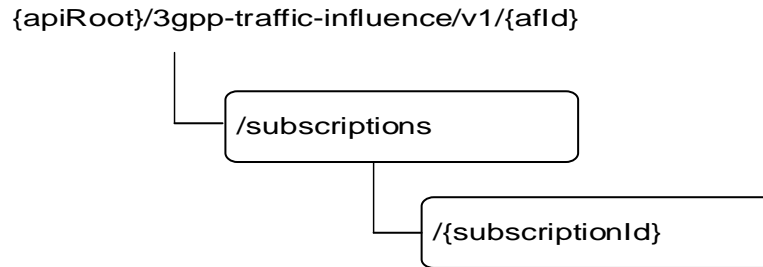 {apiRoot}/3gpp-traffic-influence/v1/{afId}
/subscriptions
/{subscriptionId}